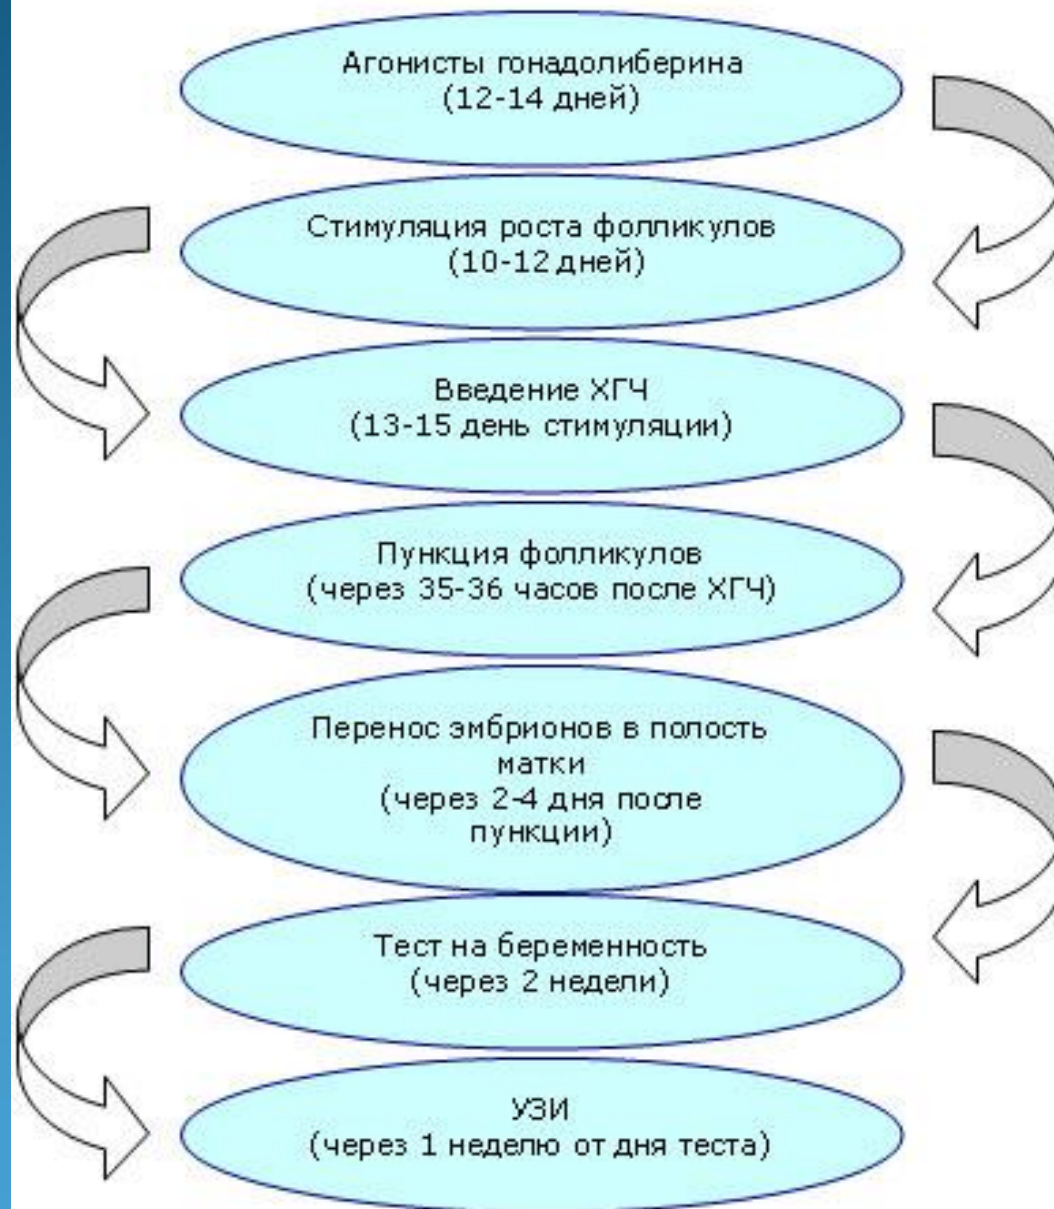 Агонисты гонадолиберина
(12-14 дней)
Стимуляция роста фолликулов
(10-12 дней)
Введение ХГЧ
(13-15 день стимуляции)
Пункция фолликулов
(через 35-36 часов после ХГЧ)
Перенос эмбрионов в полость
матки
(через 2-4 дня после
пункции)
Тест на беременность
(через 2 недели)
УЗИ
(через 1 неделю от дня теста)